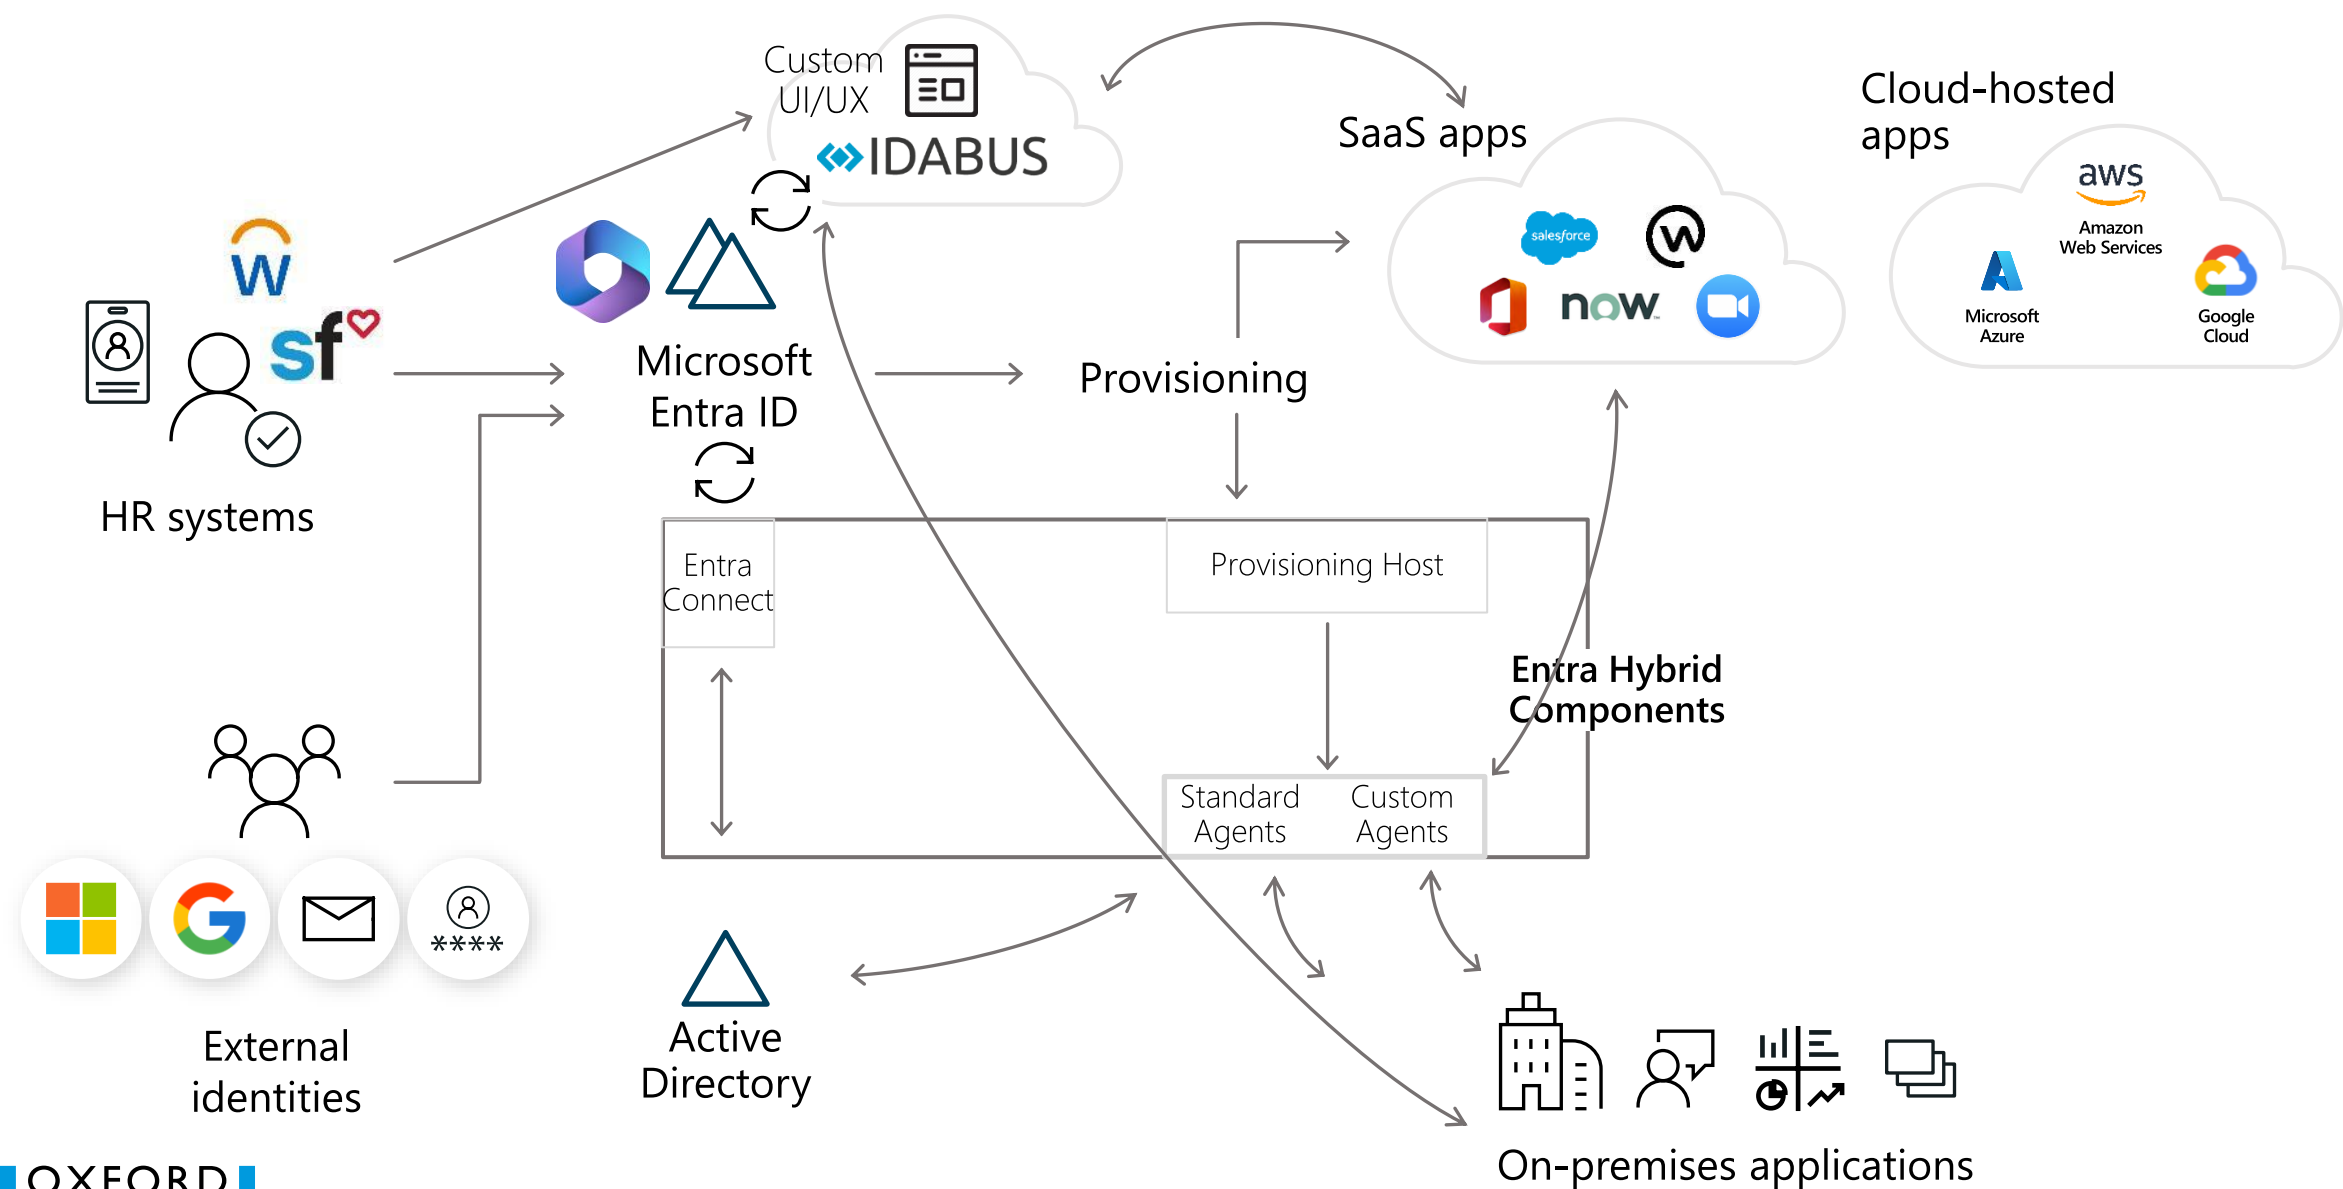 Custom
UI/UX
IDABUS
SaaS apps
Cloud-hosted
apps
aws
Amazon
Web Services
Microsoft
Azure
Google
Cloud
salesforce
W
now
W
sf
HR systems
Microsoft
Entra ID
Provisioning
Entra
Connect
Provisioning Host
Entra Hybrid
Components
Standard
Agents
Custom
Agents
G
****
External
identities
Active
Directory
On-premises applications
OXFORD